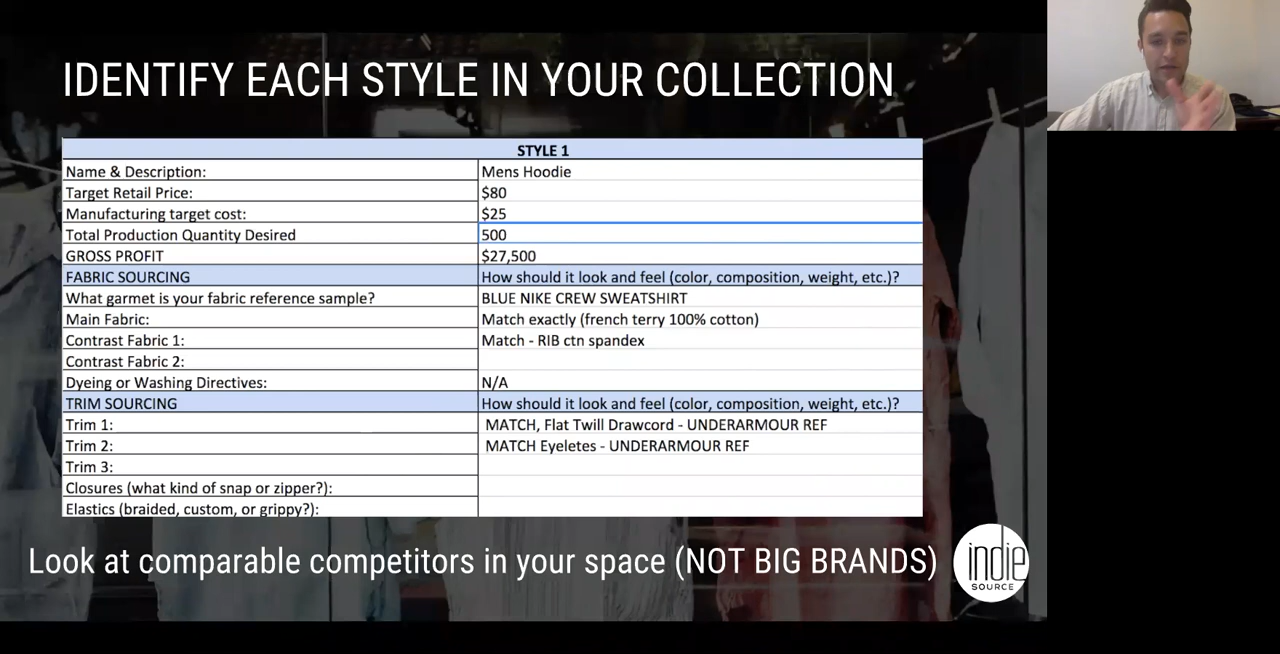 IDENTIFY EACH STYLE IN YOUR COLLECTION
STYLE 1
Name & Description: Mens Hoodie
Target Retail Price: $80
Manufacturing target cost: $25
Total Production Quantity Desired 500
GROSS PROFIT $27,500
FABRIC SOURCING How should it look and feel (color, composition, weight, etc.)?
What garmet is your fabric reference sample? BLUE NIKE CREW SWEATSHIRT
Main Fabric: Match exactly (french terry 100% cotton)
Contrast Fabric 1: Match - RIB ctn spandex
Contrast Fabric 2:
Dyeing or Washing Directives: N/A
TRIM SOURCING How should it look and feel (color, composition, weight, etc.)?
Trim 1: MATCH, Flat Twill Drawcord - UNDERARMOUR REF
Trim 2: MATCH Eyeletes - UNDERARMOUR REF
Trim 3:
Closures (what kind of snap or zipper?):
Elastics (braided, custom, or grippy?):
Look at comparable competitors in your space (NOT BIG BRANDS)
indie
SOURCE